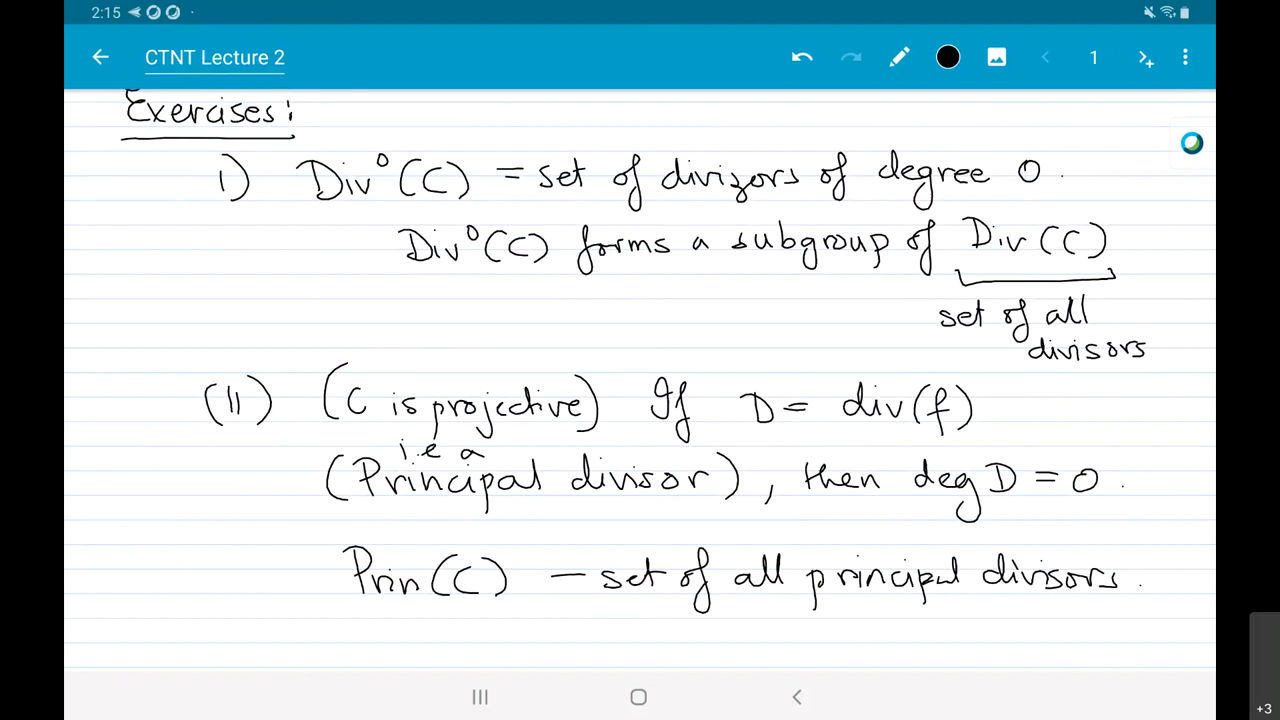 2:15
CTNT Lecture 2
1
Exercises:
1) Div⁰(C) = set of divizors of degree 0.
Div⁰(C) forms a subgroup of Div(C)
set of all
divisors
(11) (C is projective) If D = div(f)
i.e a
(Principal divisor), then deg D = 0.
Prin(C) — set of all principal divisors.
+3